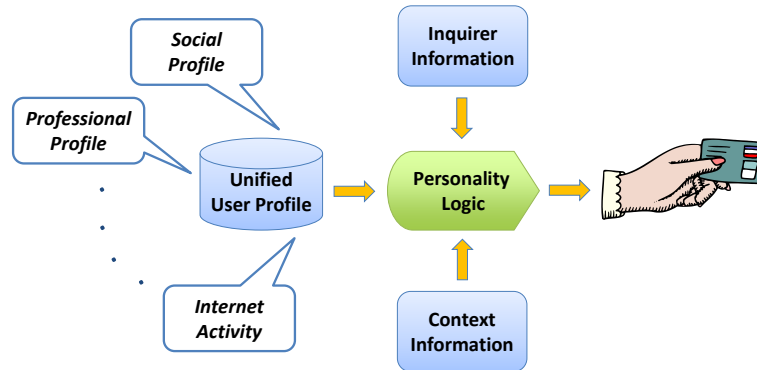 Social
Profile
Inquirer
Information
Professional
Profile
Unified
User Profile
Personality
Logic
Internet
Activity
Context
Information